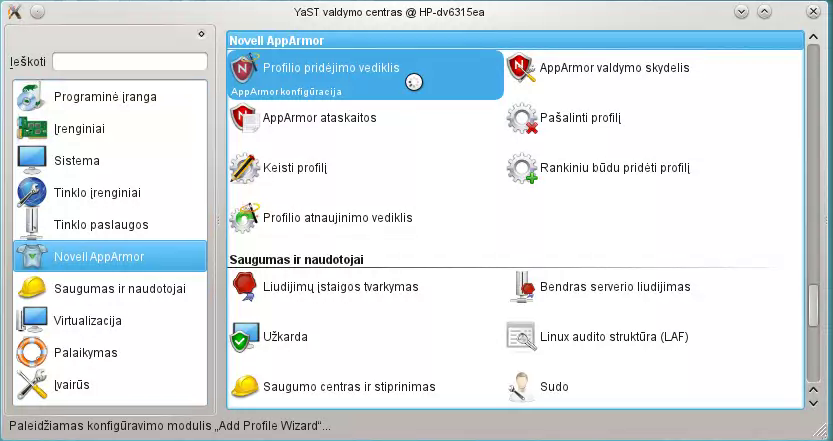 YaST valdymo centras @ HP-dv6315ea
Ieškoti
Programinė įranga
Įrenginiai
Sistema
Tinklo įrenginiai
Tinklo paslaugos
Novell AppArmor
Saugumas ir naudotojai
Virtualizacija
Palaikymas
Įvairūs
Novell AppArmor
Profilio pridėjimo vediklis
AppArmor konfigūracija
AppArmor valdymo skydelis
AppArmor ataskaitos
Pašalinti profilį
Keisti profilį
Rankiniu būdu pridėti profilį
Profilio atnaujinimo vediklis
Saugumas ir naudotojai
Liudijimų įstaigos tvarkymas
Bendras serverio liudijimas
Užkarda
Linux audito struktūra (LAF)
Saugumo centras ir stiprinimas
Sudo
Paleidžiamas konfigūravimo modulis „Add Profile Wizard“...